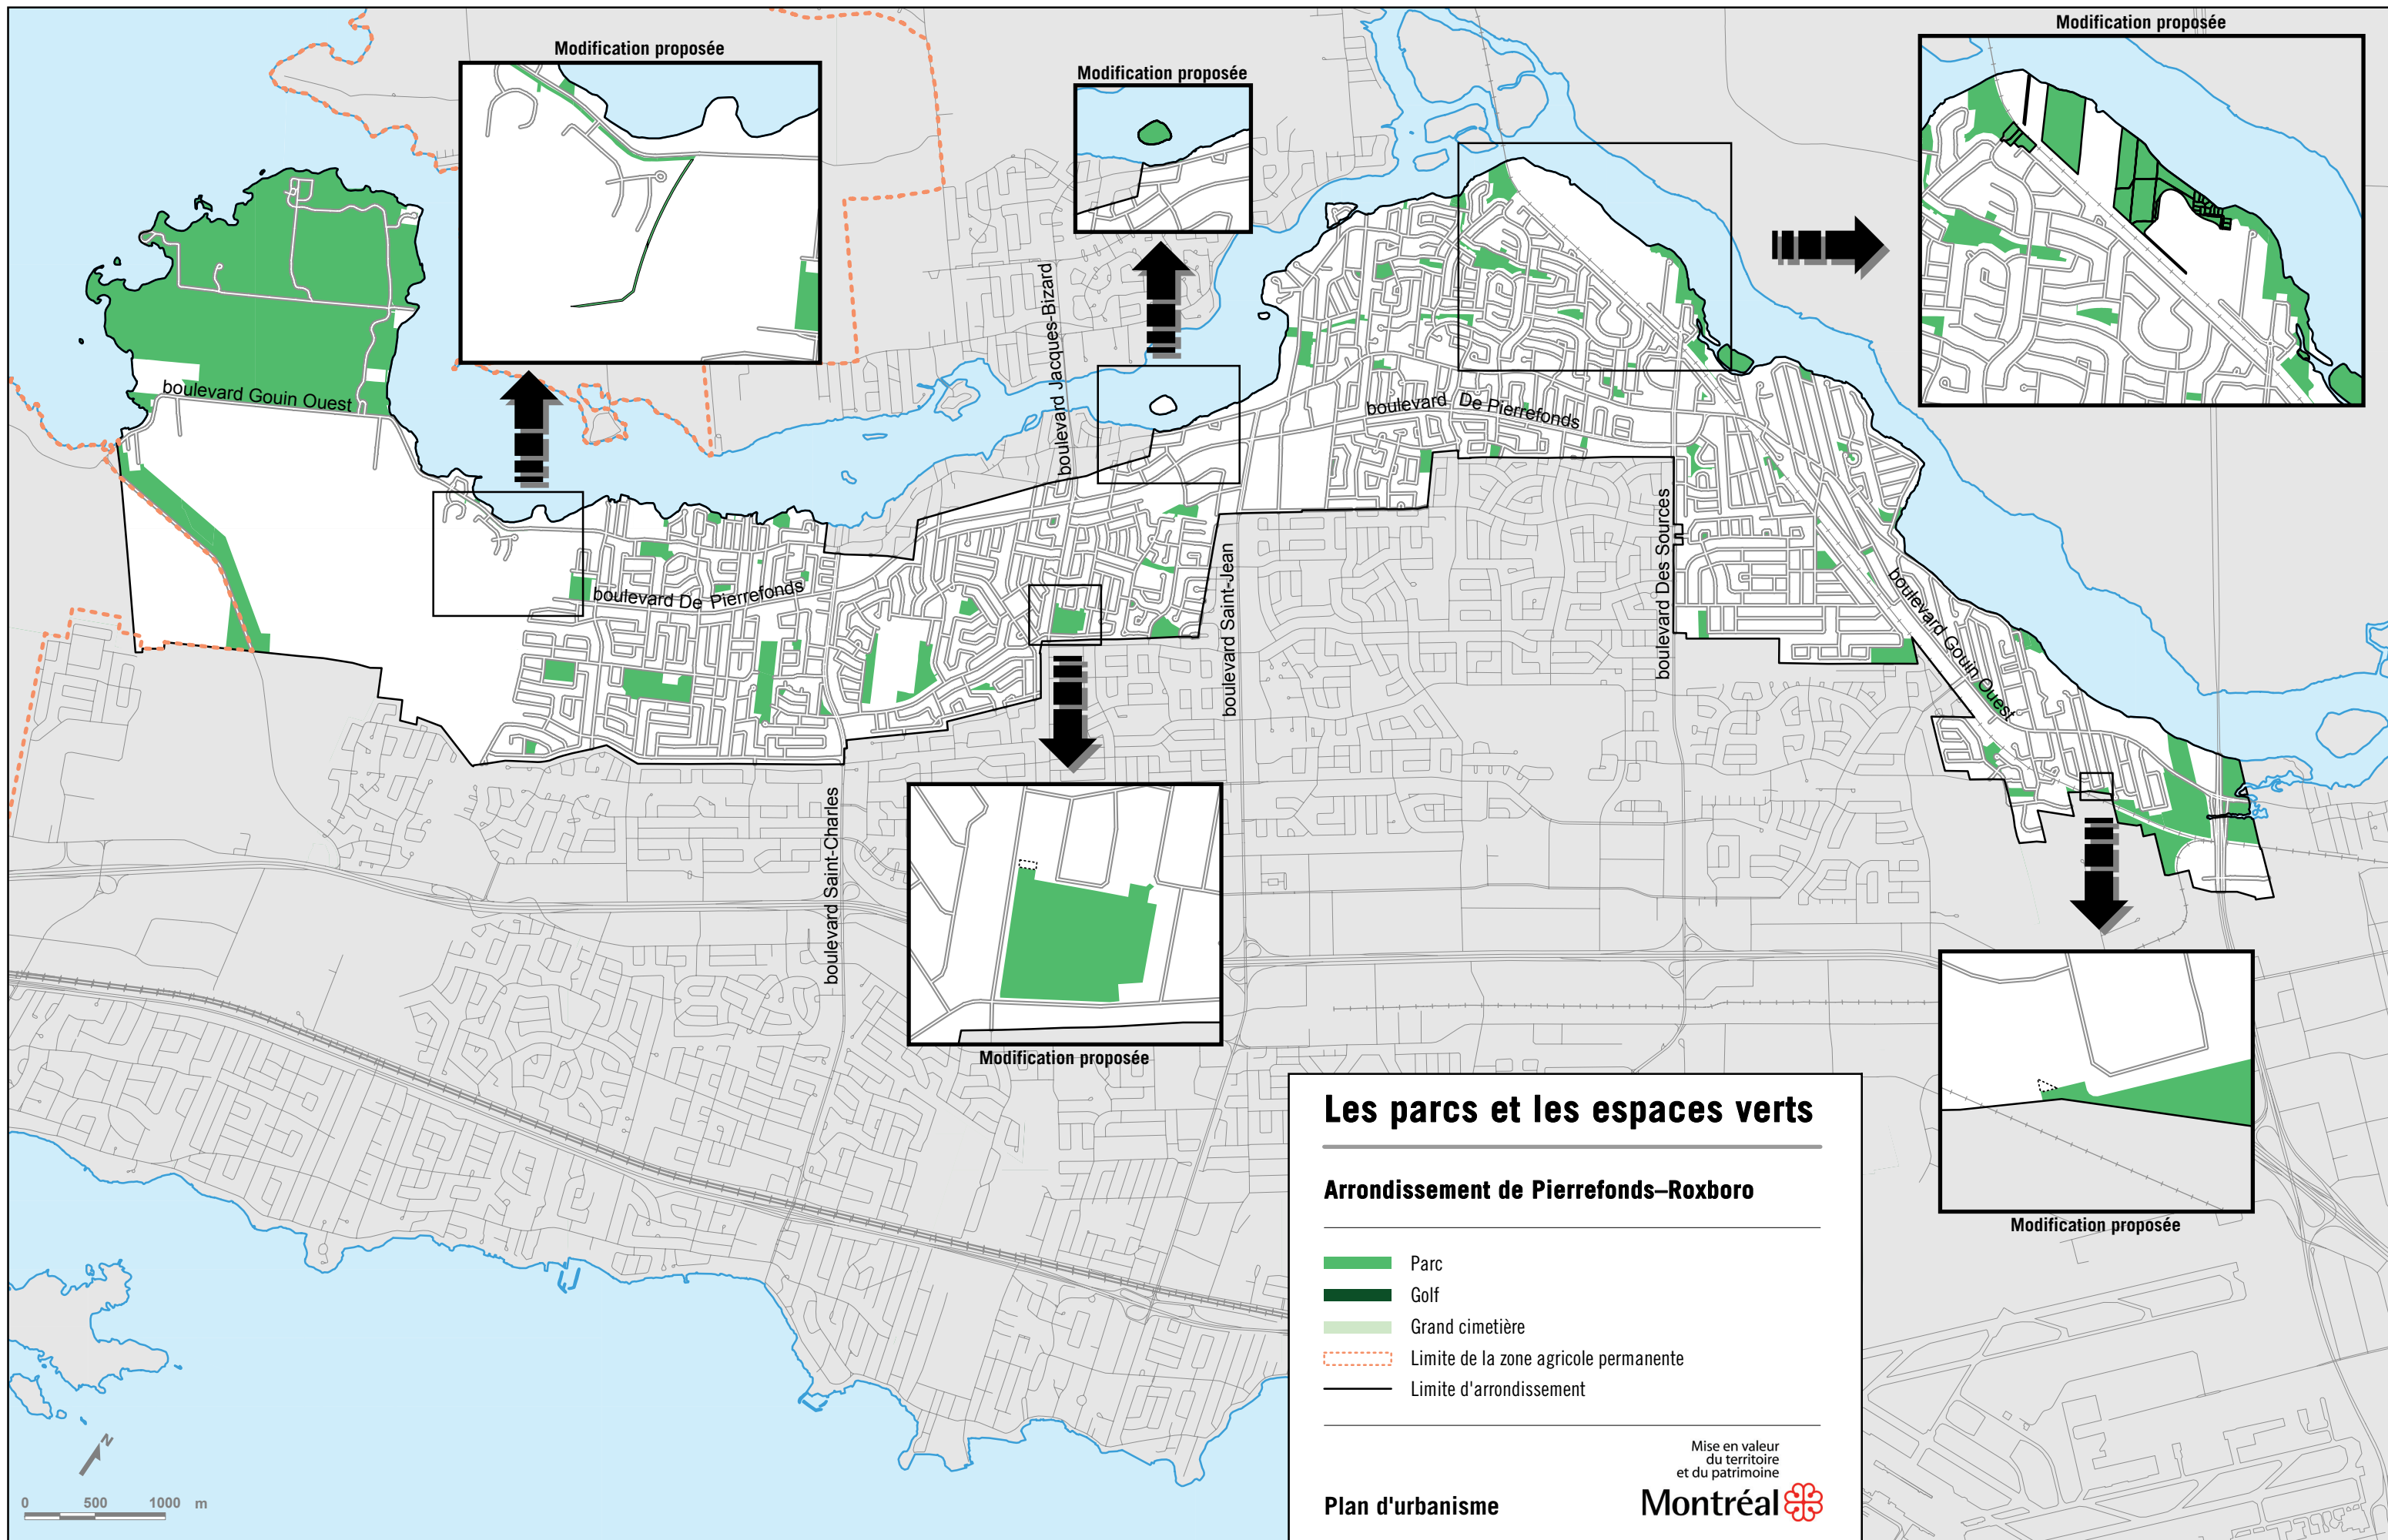 Modification proposée
Modification proposée
Modification proposée
boulevard Gouin Ouest
boulevard Jacques-Bizard
boulevard De Pierrefonds
boulevard De Pierrefonds
boulevard Saint-Jean
boulevard Des Sources
boulevard Gouin Ouest
boulevard Saint-Charles
Modification proposée
Modification proposée
Les parcs et les espaces verts
Arrondissement de Pierrefonds–Roxboro
Parc
Golf
Grand cimetière
Limite de la zone agricole permanente
Limite d'arrondissement
Plan d'urbanisme
Mise en valeur
du territoire
et du patrimoine
Montréal
N
0 500 1000 m